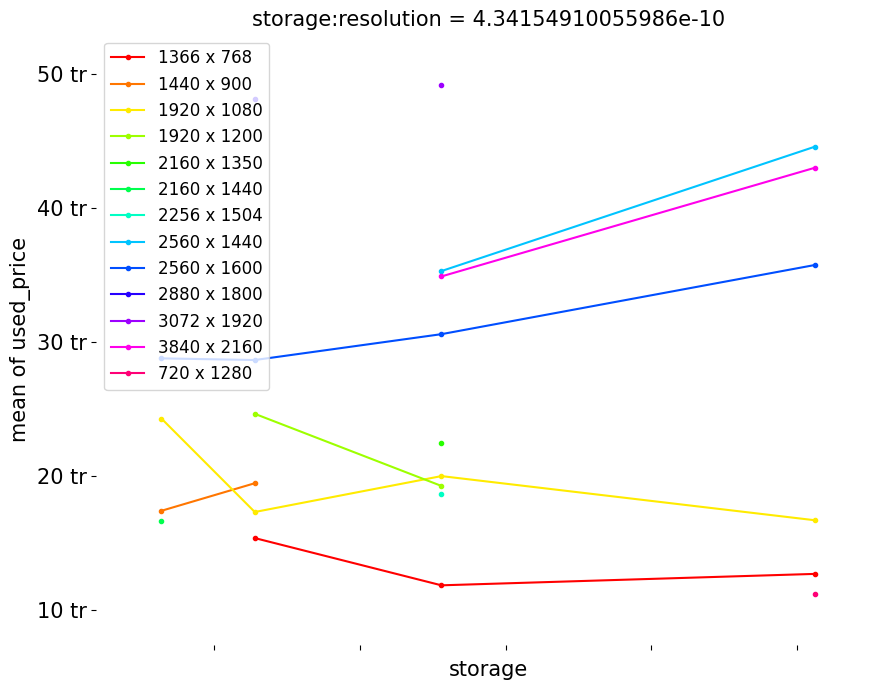 storage:resolution = 4.34154910055986e-10
50 tr
40 tr
30 tr
20 tr
10 tr
mean of used_price
1366 x 768
1440 x 900
1920 x 1080
1920 x 1200
2160 x 1350
2160 x 1440
2256 x 1504
2560 x 1440
2560 x 1600
2880 x 1800
3072 x 1920
3840 x 2160
720 x 1280
storage